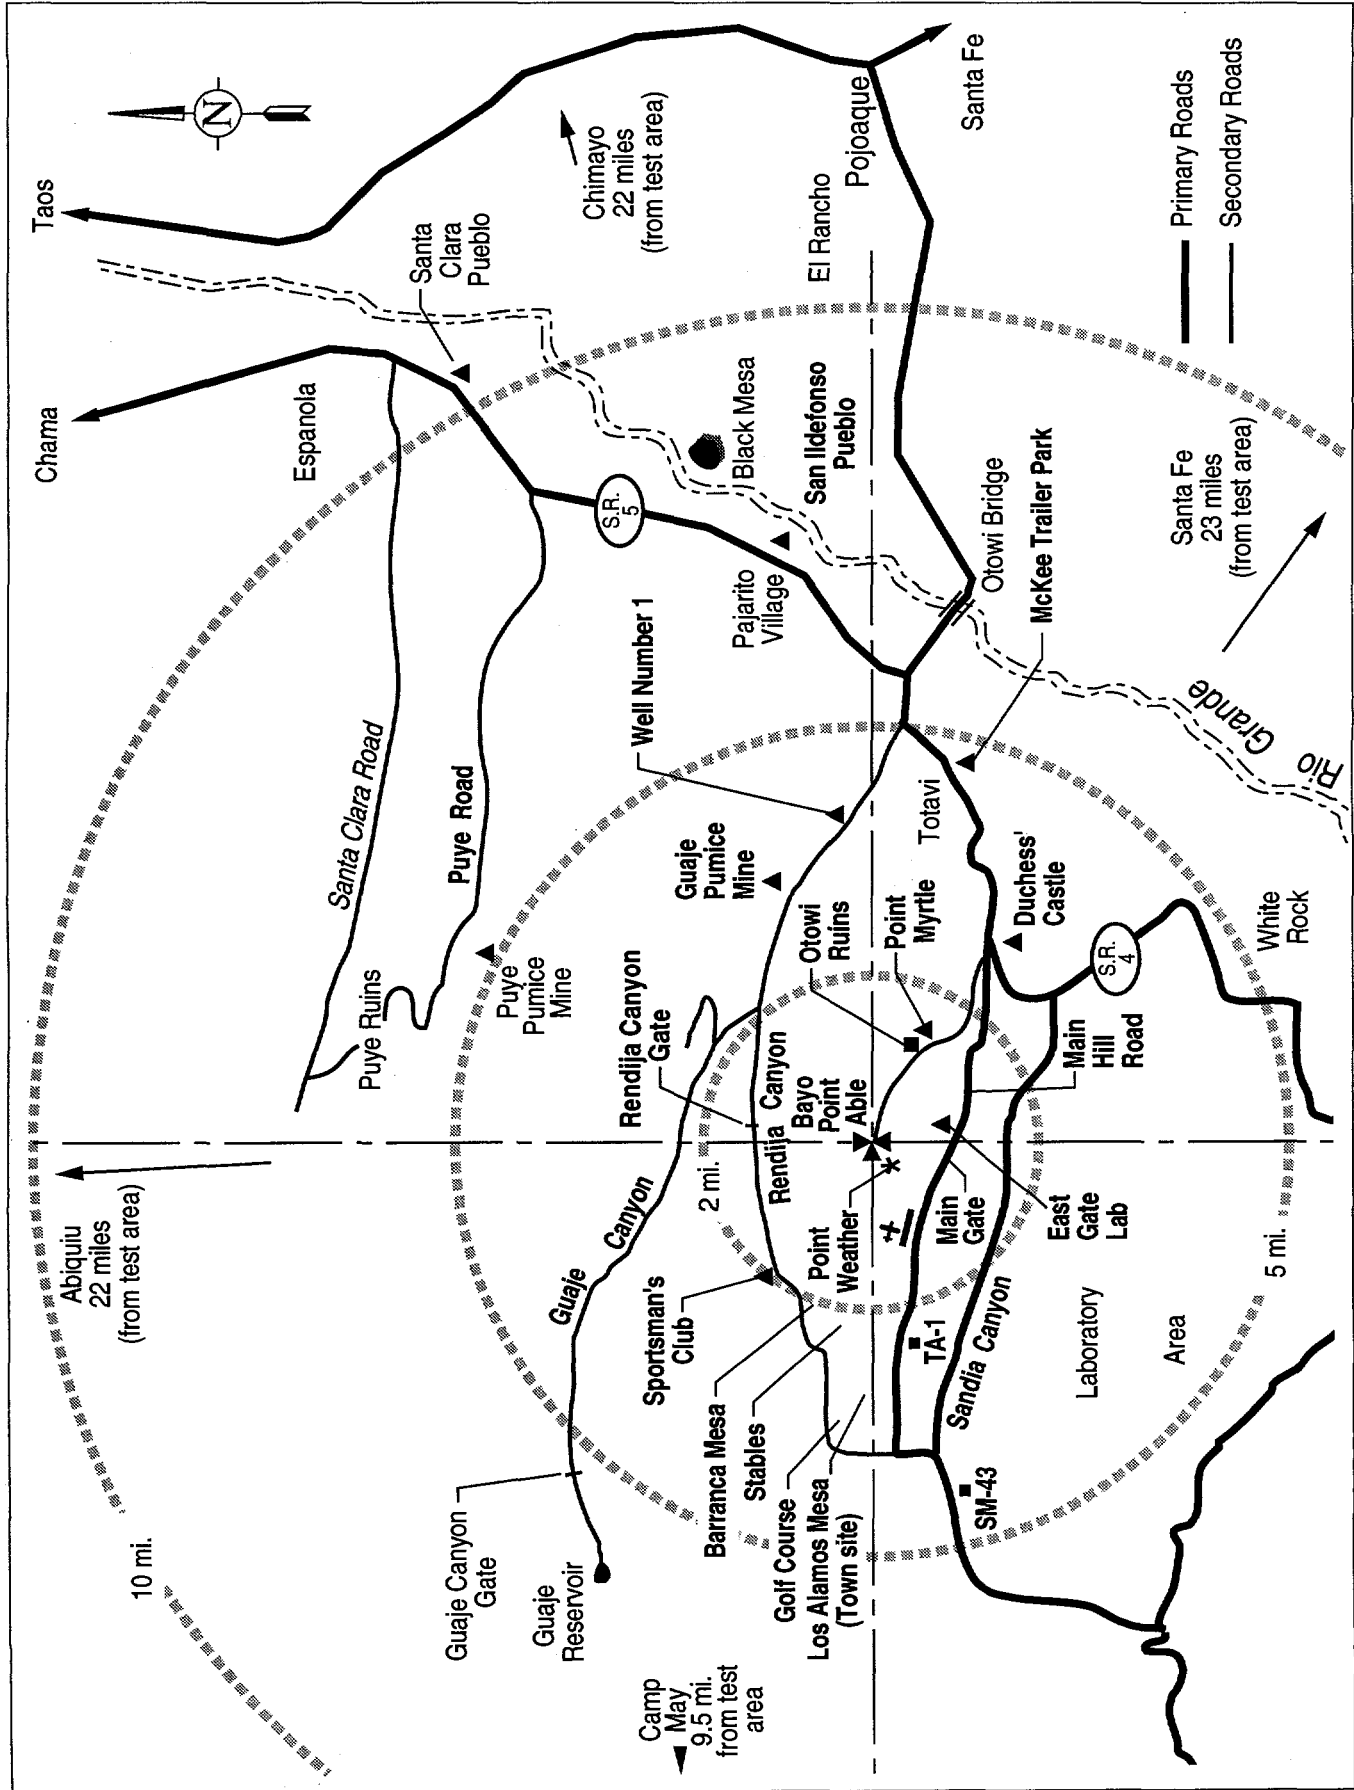 Chama
Taos
N
Abiquiu
22 miles
(from test area)
10 mi.
Espanola
Santa
Clara
Pueblo
Chimayo
22 miles
(from test area)
Santa Clara Road
Puye Ruins
Puye Road
Puye
Pumice
Mine
S.R.
5
Guaje Canyon
Gate
Guaje
Reservoir
Guaje Canyon
Rendija Canyon
Gate
Well Number 1
Guaje
Pumice
Mine
Black Mesa
Pajarito
Village
San Ildefonso
Pueblo
El Rancho
Pojoaque
Santa Fe
Camp
May
9.5 mi.
from test
area
Sportsman's
Club
2 mi.
Rendija Canyon
Barranca Mesa
Stables
Golf Course
Los Alamos Mesa
(Town site)
Point
Weather
Bayo
Point
Able
Otowi
Ruins
Point
Myrtle
Totavi
Otowi Bridge
McKee Trailer Park
Duchess'
Castle
TA-1
Main
Gate
East
Gate
Lab
Main
Hill
Road
Sandia Canyon
SM-43
S.R.
4
White
Rock
Laboratory
Area
5 mi.
Rio Grande
Santa Fe
23 miles
(from test area)
Primary Roads
Secondary Roads